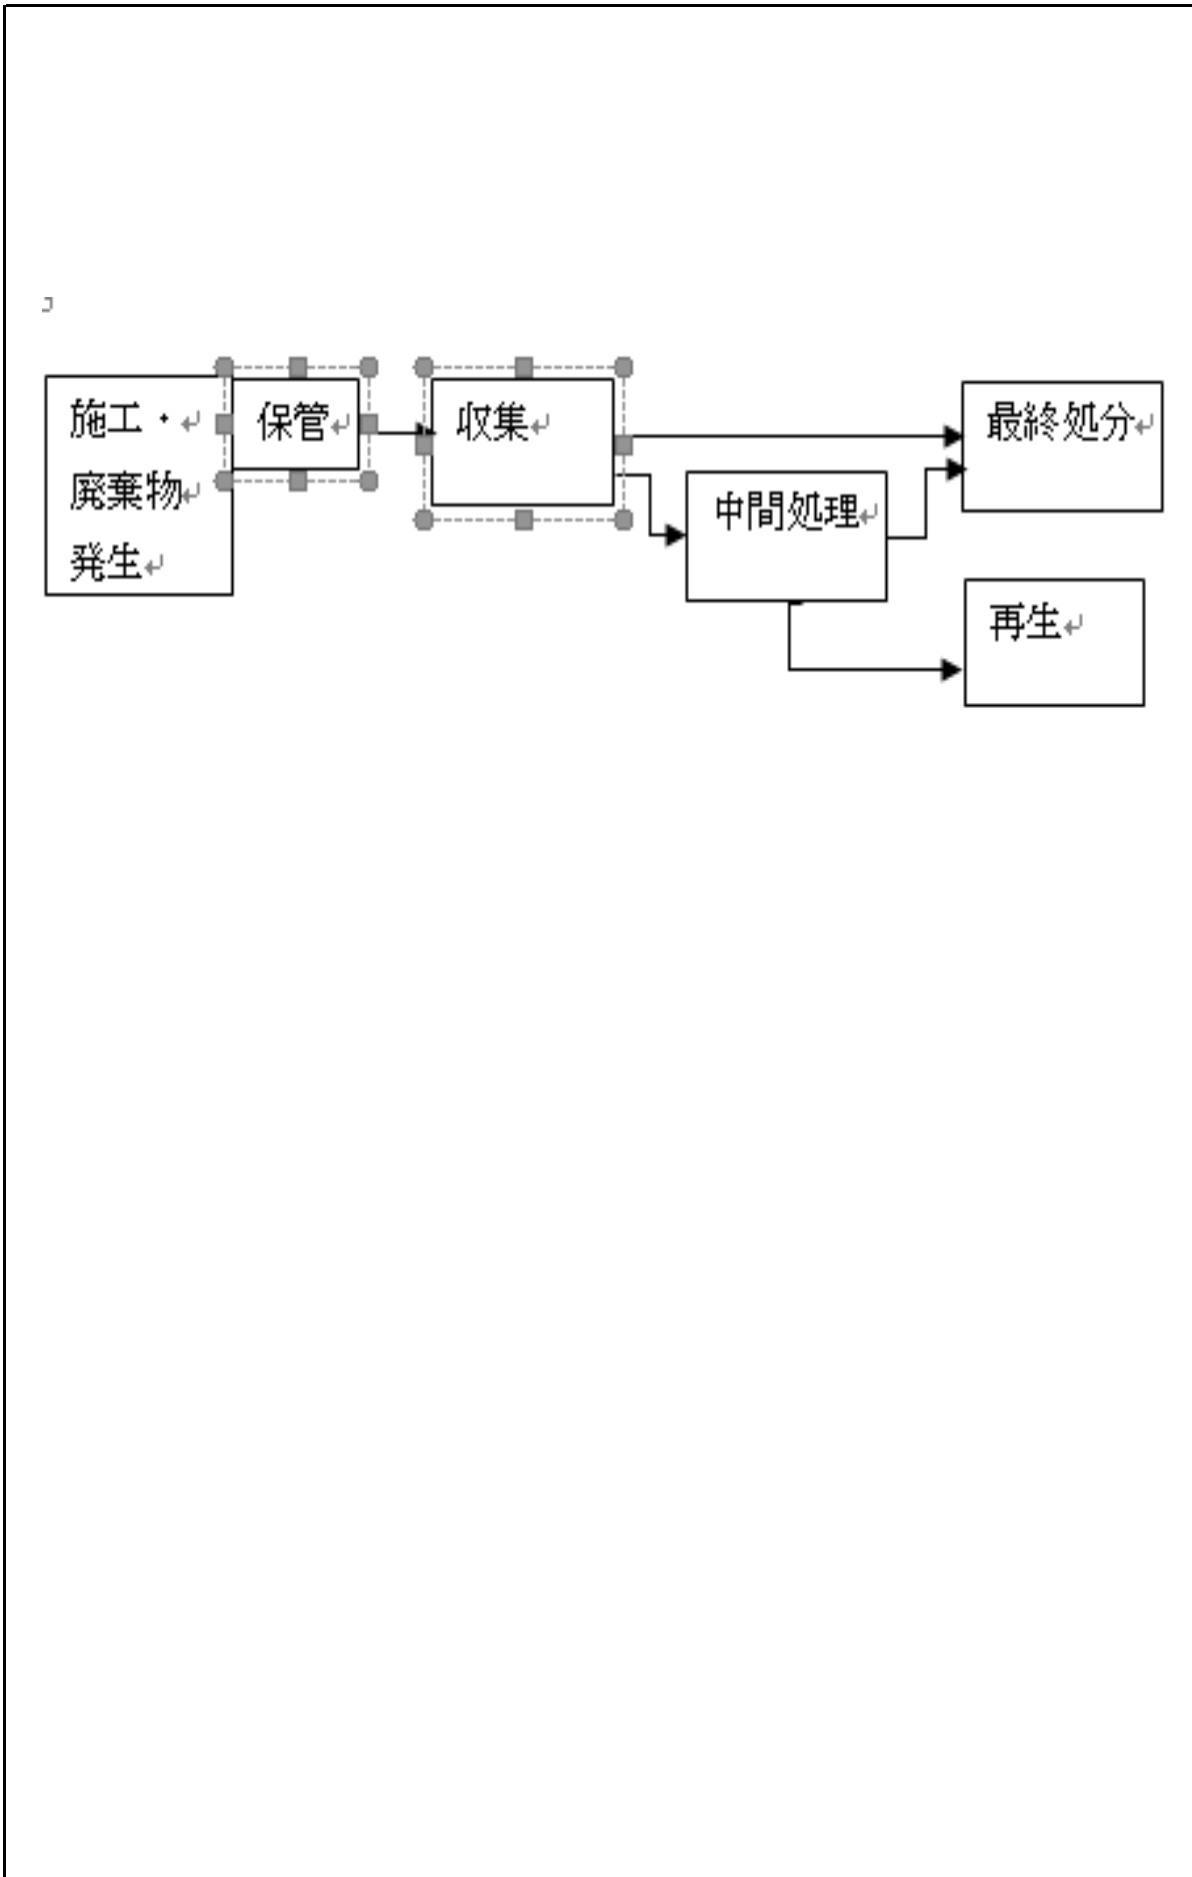 施工・
廃棄物
発生
保管
収集
中間処理
最終処分
再生